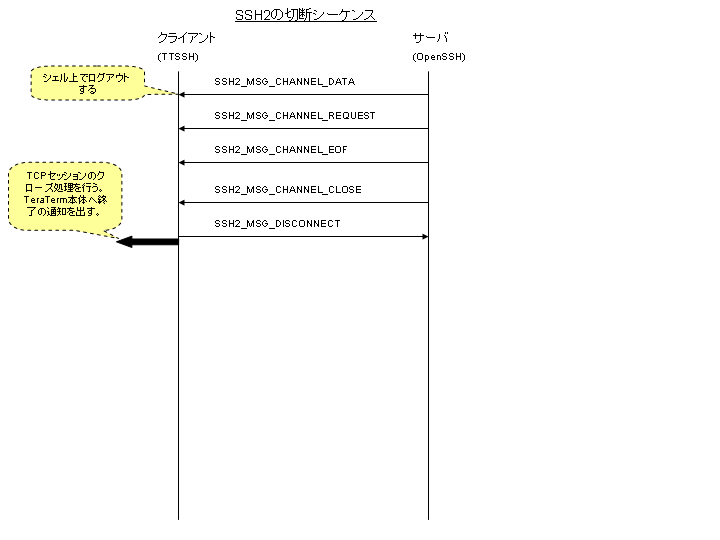 SSH2の切断シーケンス
クライアント
サーバ
(TTSSH)
(OpenSSH)
シェル上でログアウト
する
SSH2_MSG_CHANNEL_DATA
SSH2_MSG_CHANNEL_REQUEST
SSH2_MSG_CHANNEL_EOF
TCPセッションのク
ローズ処理を行う。
TeraTerm本体へ終
了の通知を出す。
SSH2_MSG_CHANNEL_CLOSE
SSH2_MSG_DISCONNECT